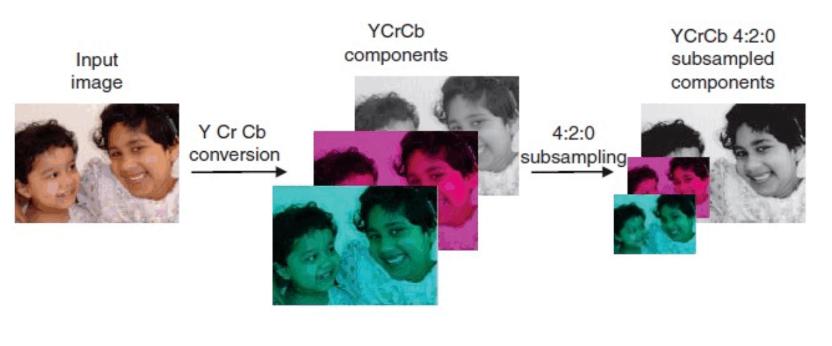 Input
image
Y Cr Cb
conversion
YCrCb
components
4:2:0
subsampling
YCrCb 4:2:0
subsampled
components